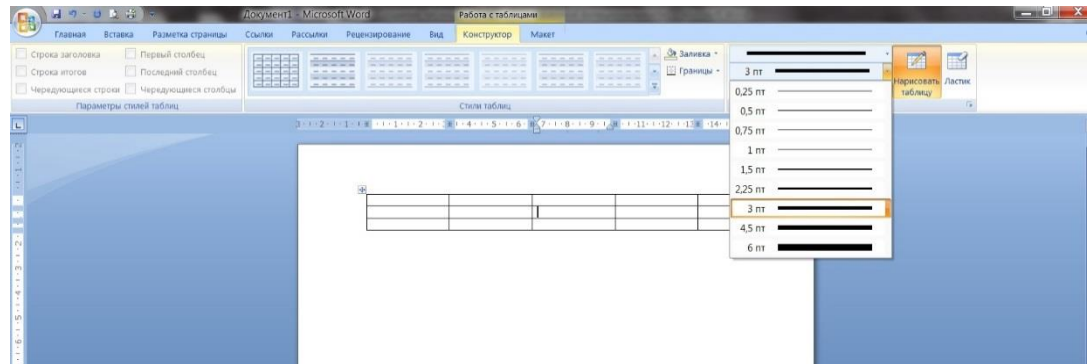 Документ1 - Microsoft Word
Работа с таблицами
Главная Вставка Разметка страницы Ссылки Рассылки Рецензирование Вид Конструктор Макет
Строка заголовка Первый столбец
Строка итогов Последний столбец
Чередующиеся строки Чередующиеся столбцы
Параметры стилей таблиц
Стили таблиц
Заливка
Границы
3 пт
Нарисовать таблицу
Ластик
0,25 пт
0,5 пт
0,75 пт
1 пт
1,5 пт
2,25 пт
3 пт
4,5 пт
6 пт